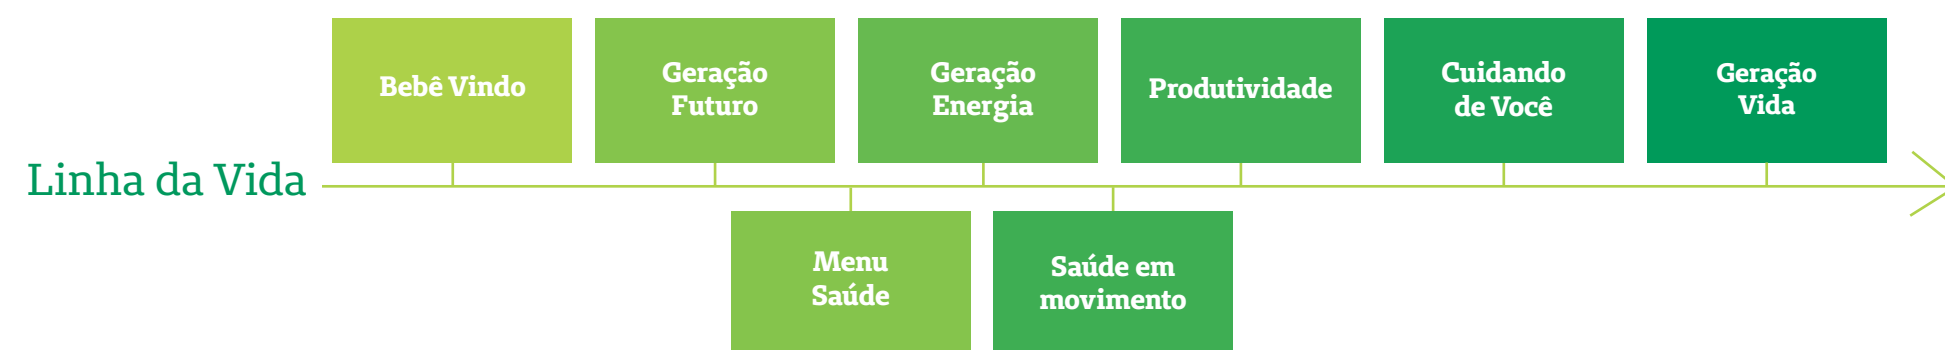 Linha da Vida
Bebê Vindo
Geração
Futuro
Geração
Energia
Produtividade
Cuidando
de Você
Geração
Vida
Menu
Saúde
Saúde em
movimento